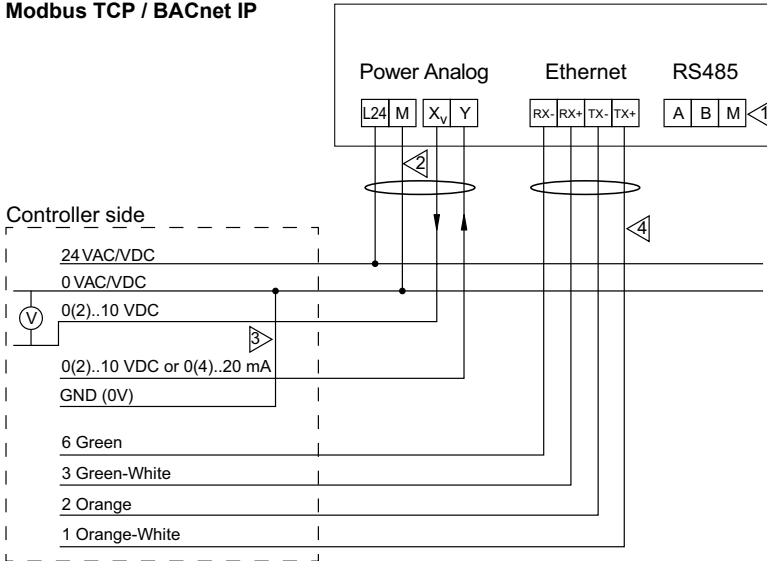 Modbus TCP / BACnet IP
Power Analog Ethernet RS485
L24 M Xv Y RX- RX+ TX- TX+ A B M 1
2
4
Controller side
24 VAC/VDC
0 VAC/VDC
V 0(2)..10 VDC
3
0(2)..10 VDC or 0(4)..20 mA
GND (0V)
6 Green
3 Green-White
2 Orange
1 Orange-White